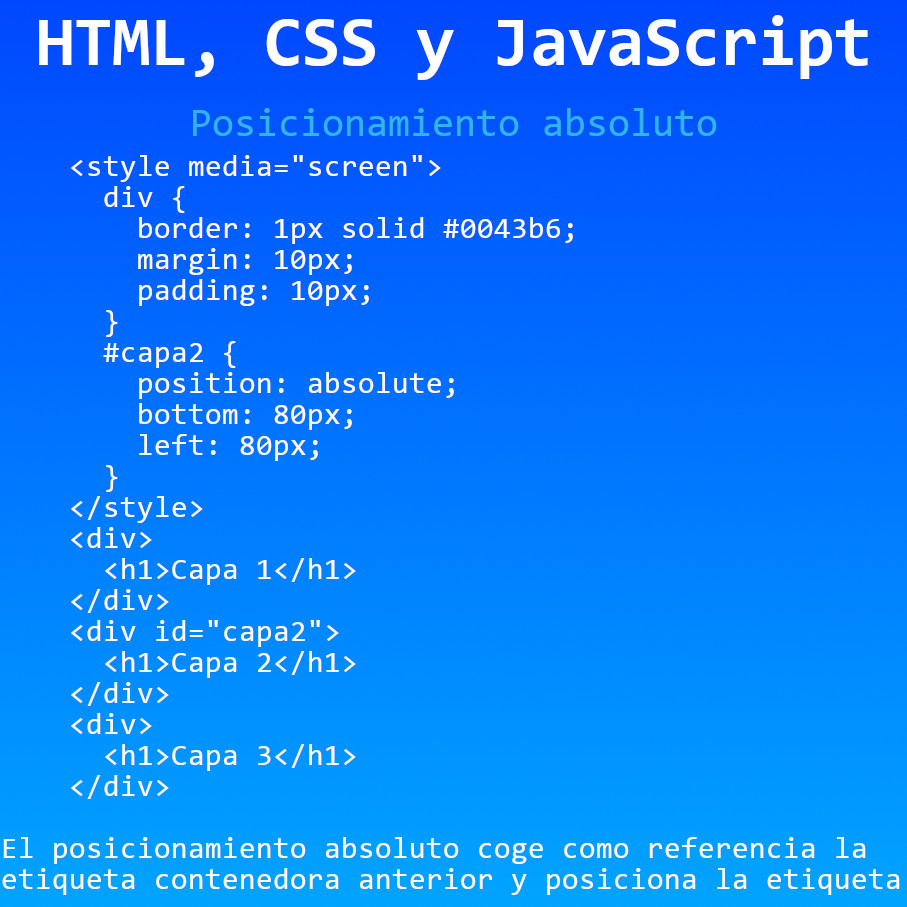 HTML, CSS y JavaScript
Posicionamiento absoluto
<style media="screen">
  div {
    border: 1px solid #0043b6;
    margin: 10px;
    padding: 10px;
  }
  #capa2 {
    position: absolute;
    bottom: 80px;
    left: 80px;
  }
</style>
<div>
  <h1>Capa 1</h1>
</div>
<div id="capa2">
  <h1>Capa 2</h1>
</div>
<div>
  <h1>Capa 3</h1>
</div>
El posicionamiento absoluto coge como referencia la
etiqueta contenedora anterior y posiciona la etiqueta